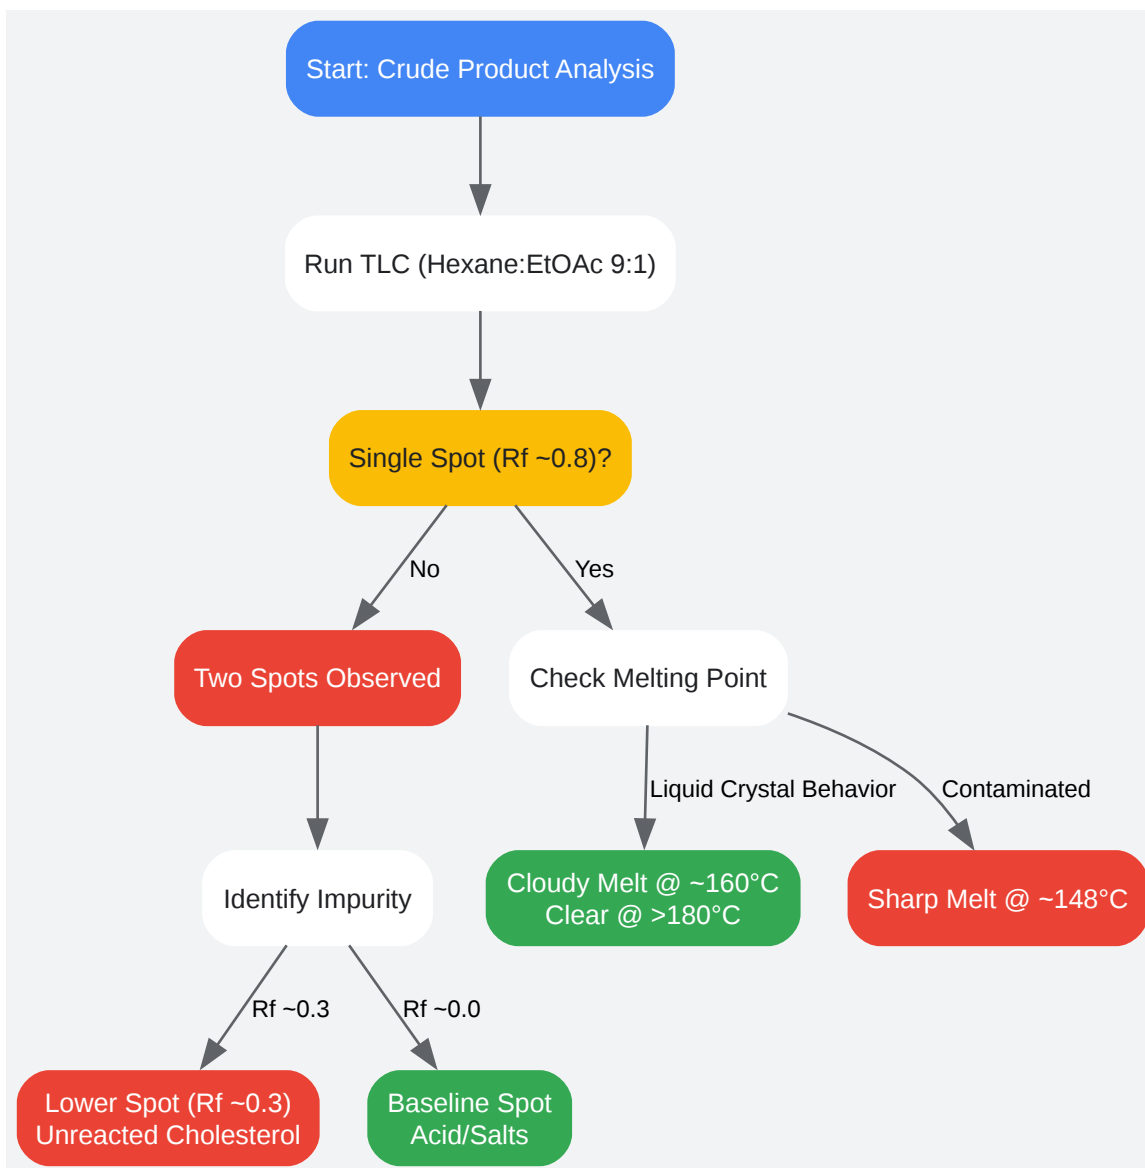 Start: Crude Product Analysis
Run TLC (Hexane:EtOAc 9:1)
Single Spot (Rf ~0.8)?
No
Yes
Two Spots Observed
Check Melting Point
Liquid Crystal Behavior
Contaminated
Identify Impurity
Cloudy Melt @ ~160°C
Clear @ >180°C
Sharp Melt @ ~148°C
Rf ~0.3
Rf ~0.0
Lower Spot (Rf ~0.3)
Unreacted Cholesterol
Baseline Spot
Acid/Salts